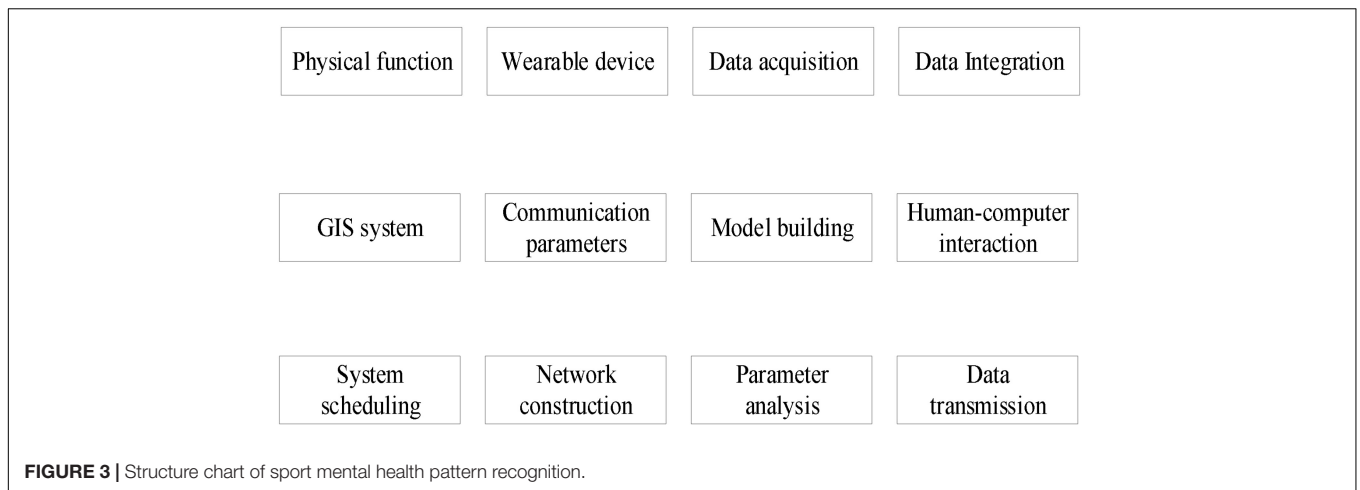 Physical function
Wearable device
Data acquisition
Data Integration
GIS system
Communication
parameters
Model building
Human-computer
interaction
System
scheduling
Network
construction
Parameter
analysis
Data
transmission
FIGURE 3 | Structure chart of sport mental health pattern recognition.